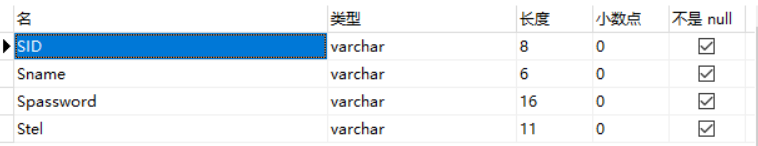 名 类型 长度 小数点 不是 null
SID varchar 8 0
Sname varchar 6 0
Spassword varchar 16 0
Stel varchar 11 0